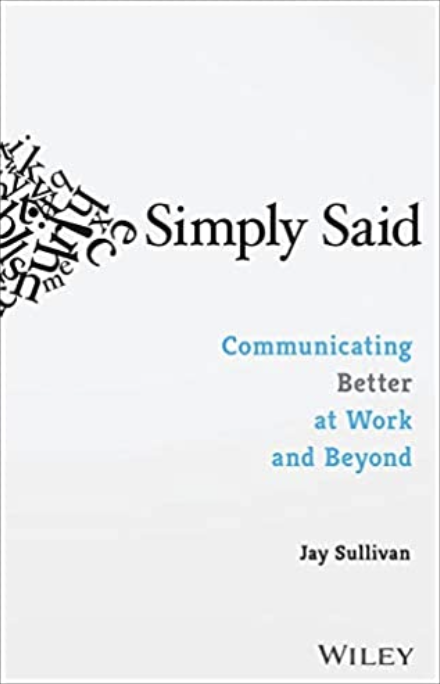 Simply Said
Communicating
Better
at Work
and Beyond
Jay Sullivan
WILEY